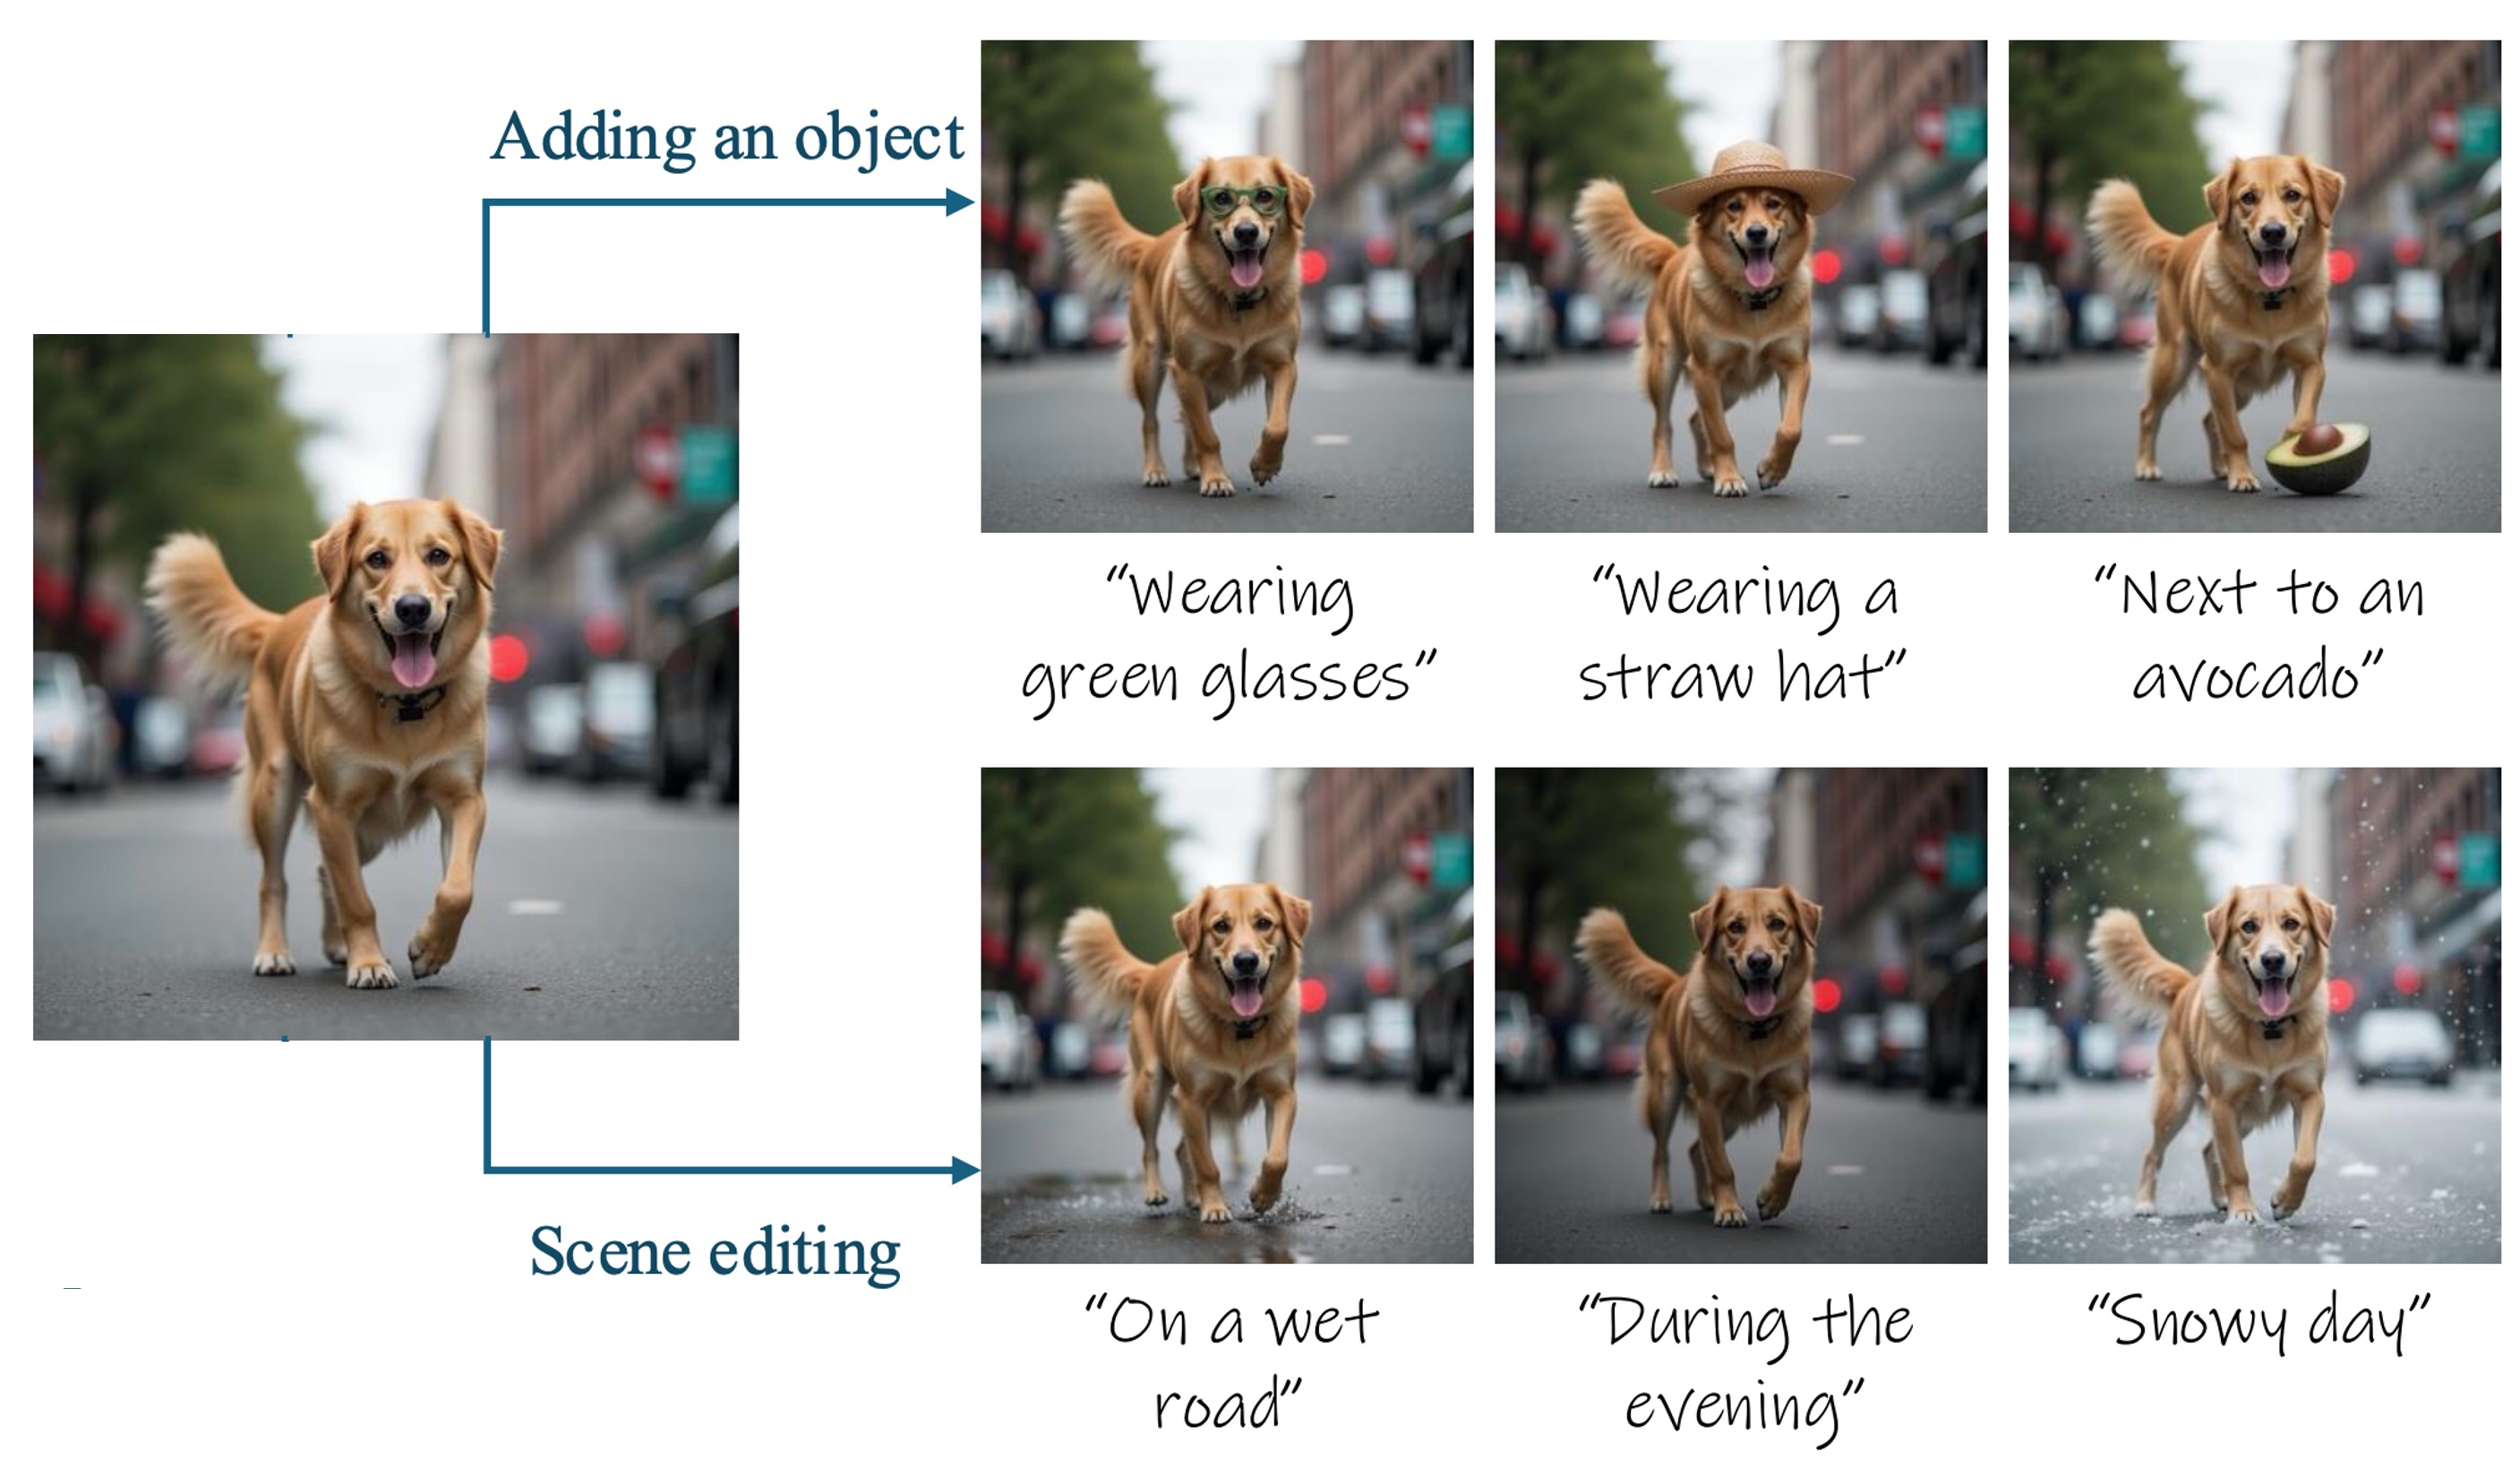 Adding an object
“Wearing
green glasses”
“Wearing a
straw hat”
“Next to an
avocado”
Scene editing
“On a wet
road”
“During the
evening”
“Snowy day”